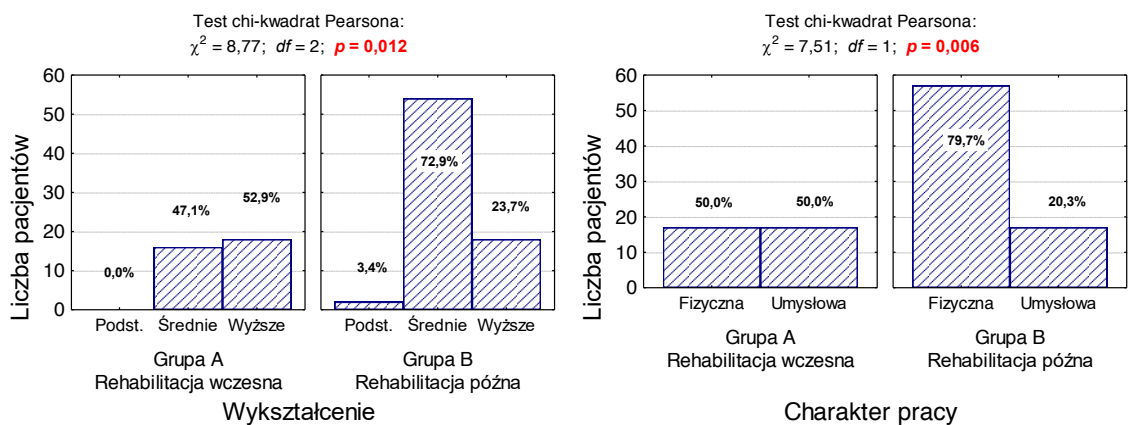 Test chi-kwadrat Pearsona:
χ² = 8,77; df = 2; p = 0,012
Liczba pacjentów
60
50
40
30
20
10
0
0,0%
47,1%
52,9%
3,4%
72,9%
23,7%
Podst. Średnie Wyższe
Podst. Średnie Wyższe
Grupa A
Rehabilitacja wczesna
Grupa B
Rehabilitacja późna
Wykształcenie
Test chi-kwadrat Pearsona:
χ² = 7,51; df = 1; p = 0,006
Liczba pacjentów
60
50
40
30
20
10
0
50,0%
50,0%
79,7%
20,3%
Fizyczna Umysłowa
Fizyczna Umysłowa
Grupa A
Rehabilitacja wczesna
Grupa B
Rehabilitacja późna
Charakter pracy